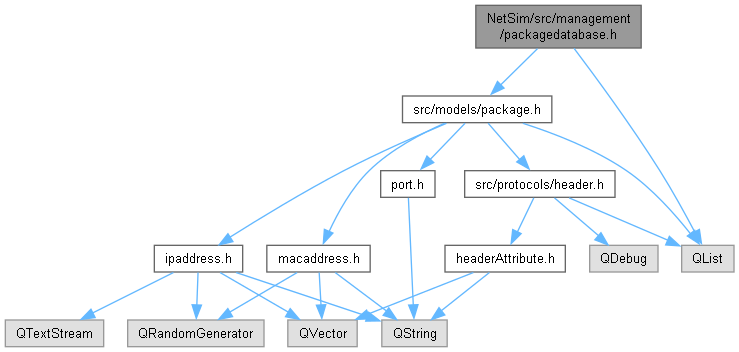 NetSim/src/management
/packagedatabase.h
src/models/package.h
port.h
src/protocols/header.h
ipaddress.h
macaddress.h
headerAttribute.h
QDebug
QList
QTextStream
QRandomGenerator
QVector
QString